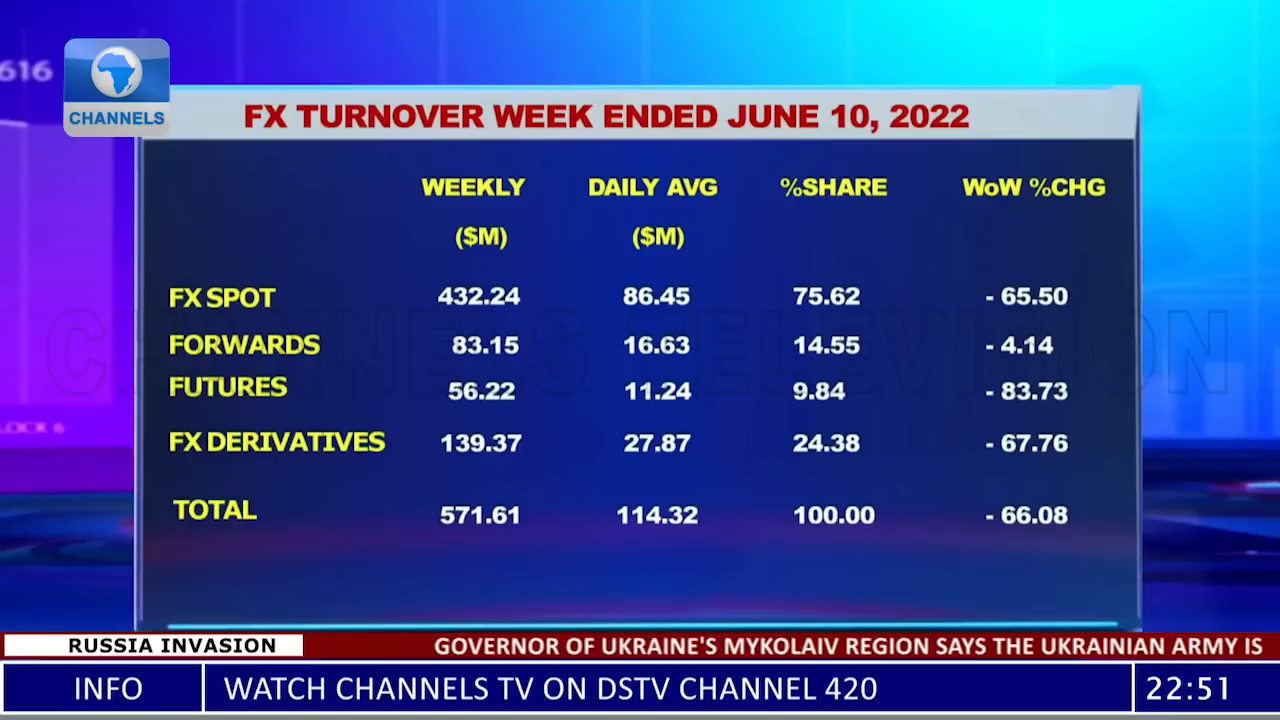 616
CHANNELS
FX TURNOVER WEEK ENDED JUNE 10, 2022
WEEKLY DAILY AVG %SHARE WoW %CHG
($M) ($M)
FX SPOT 432.24 86.45 75.62 - 65.50
FORWARDS 83.15 16.63 14.55 - 4.14
CHANNELS TELEVISION
FUTURES 56.22 11.24 9.84 - 83.73
FX DERIVATIVES 139.37 27.87 24.38 - 67.76
TOTAL 571.61 114.32 100.00 - 66.08
RUSSIA INVASION GOVERNOR OF UKRAINE'S MYKOLAIV REGION SAYS THE UKRAINIAN ARMY IS
INFO WATCH CHANNELS TV ON DSTV CHANNEL 420 22:51